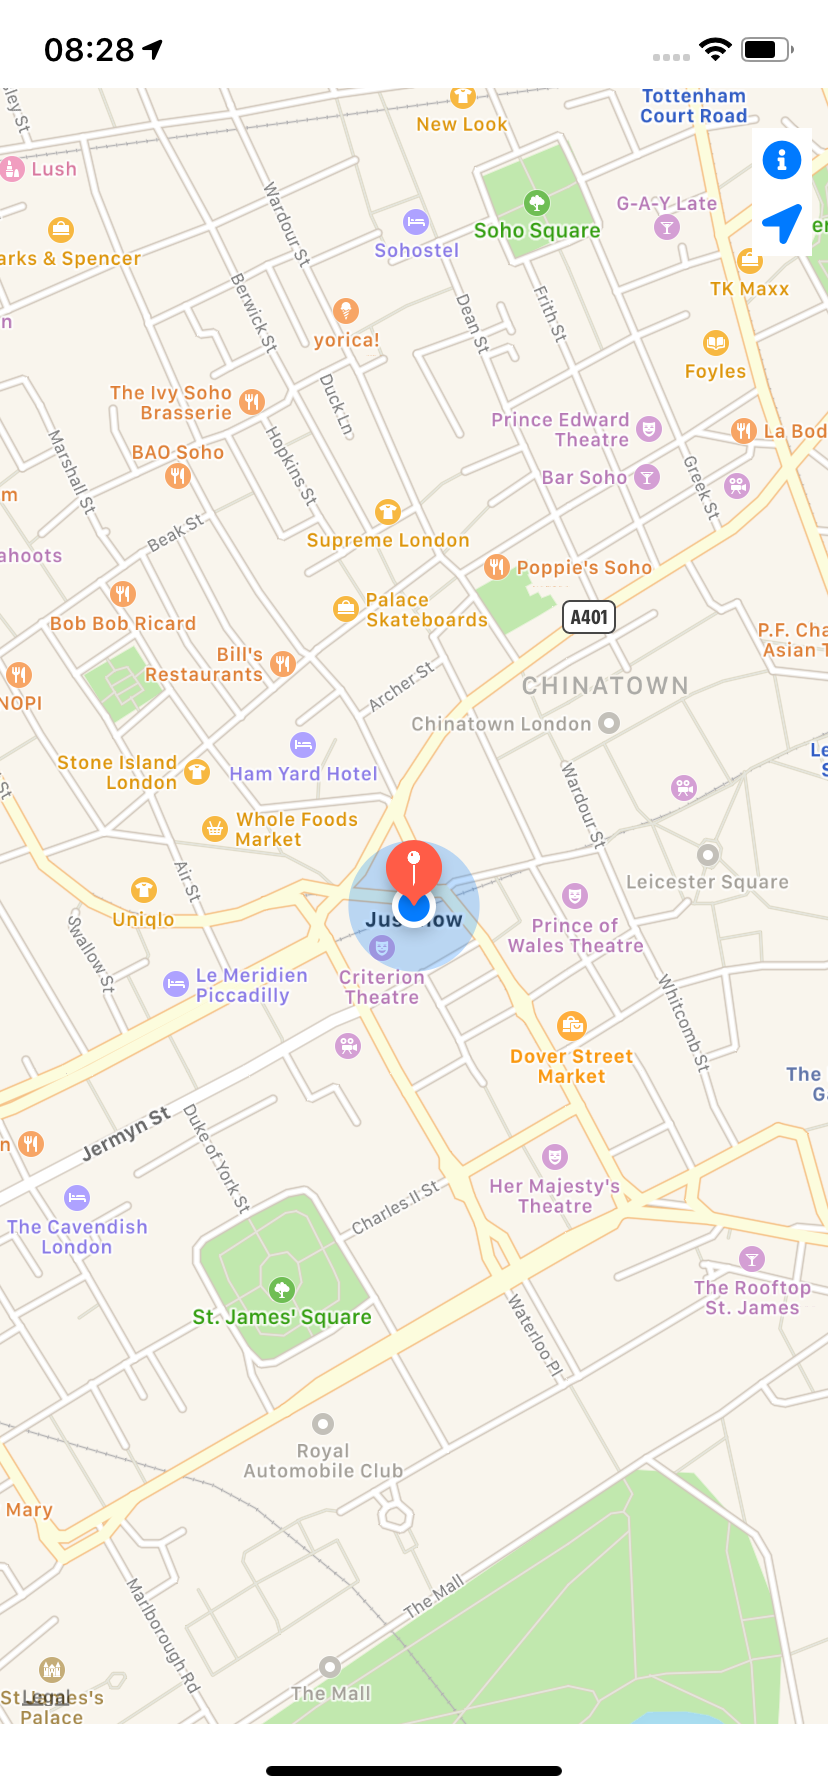 08:28
ley St
Tottenham
Court Road
New Look
Lush
Wardour St
G-A-Y Late
Soho Square
Sohostel
arks & Spencer
Berwick St
TK Maxx
Dean St
Frith St
yorica!
Foyles
The Ivy Soho
Brasserie
Duck Ln
Prince Edward
Theatre
La Bod
BAO Soho
Hopkins St
Marshall St
Bar Soho
Greek St
Beak St
Supreme London
ahoots
Poppie's Soho
Palace
Skateboards
A401
Bob Bob Ricard
P.F. Cha
Asian T
Bill's
Restaurants
Archer St
CHINATOWN
NOPI
Chinatown London
Stone Island
London
Ham Yard Hotel
Wardour St
Whole Foods
Market
Air St
Leicester Square
Uniqlo
Swallow St
Prince of
Wales Theatre
Le Meridien
Piccadilly
Criterion
Theatre
Whitcomb St
Dover Street
Market
The
Ga
Jermyn St
Duke of York St
Her Majesty's
Theatre
Charles II St
The Cavendish
London
The Rooftop
St. James
St. James' Square
Waterloo Pl
Royal
Automobile Club
Mary
The Mall
Marlborough Rd
The Mall
St James's
Palace
Legal